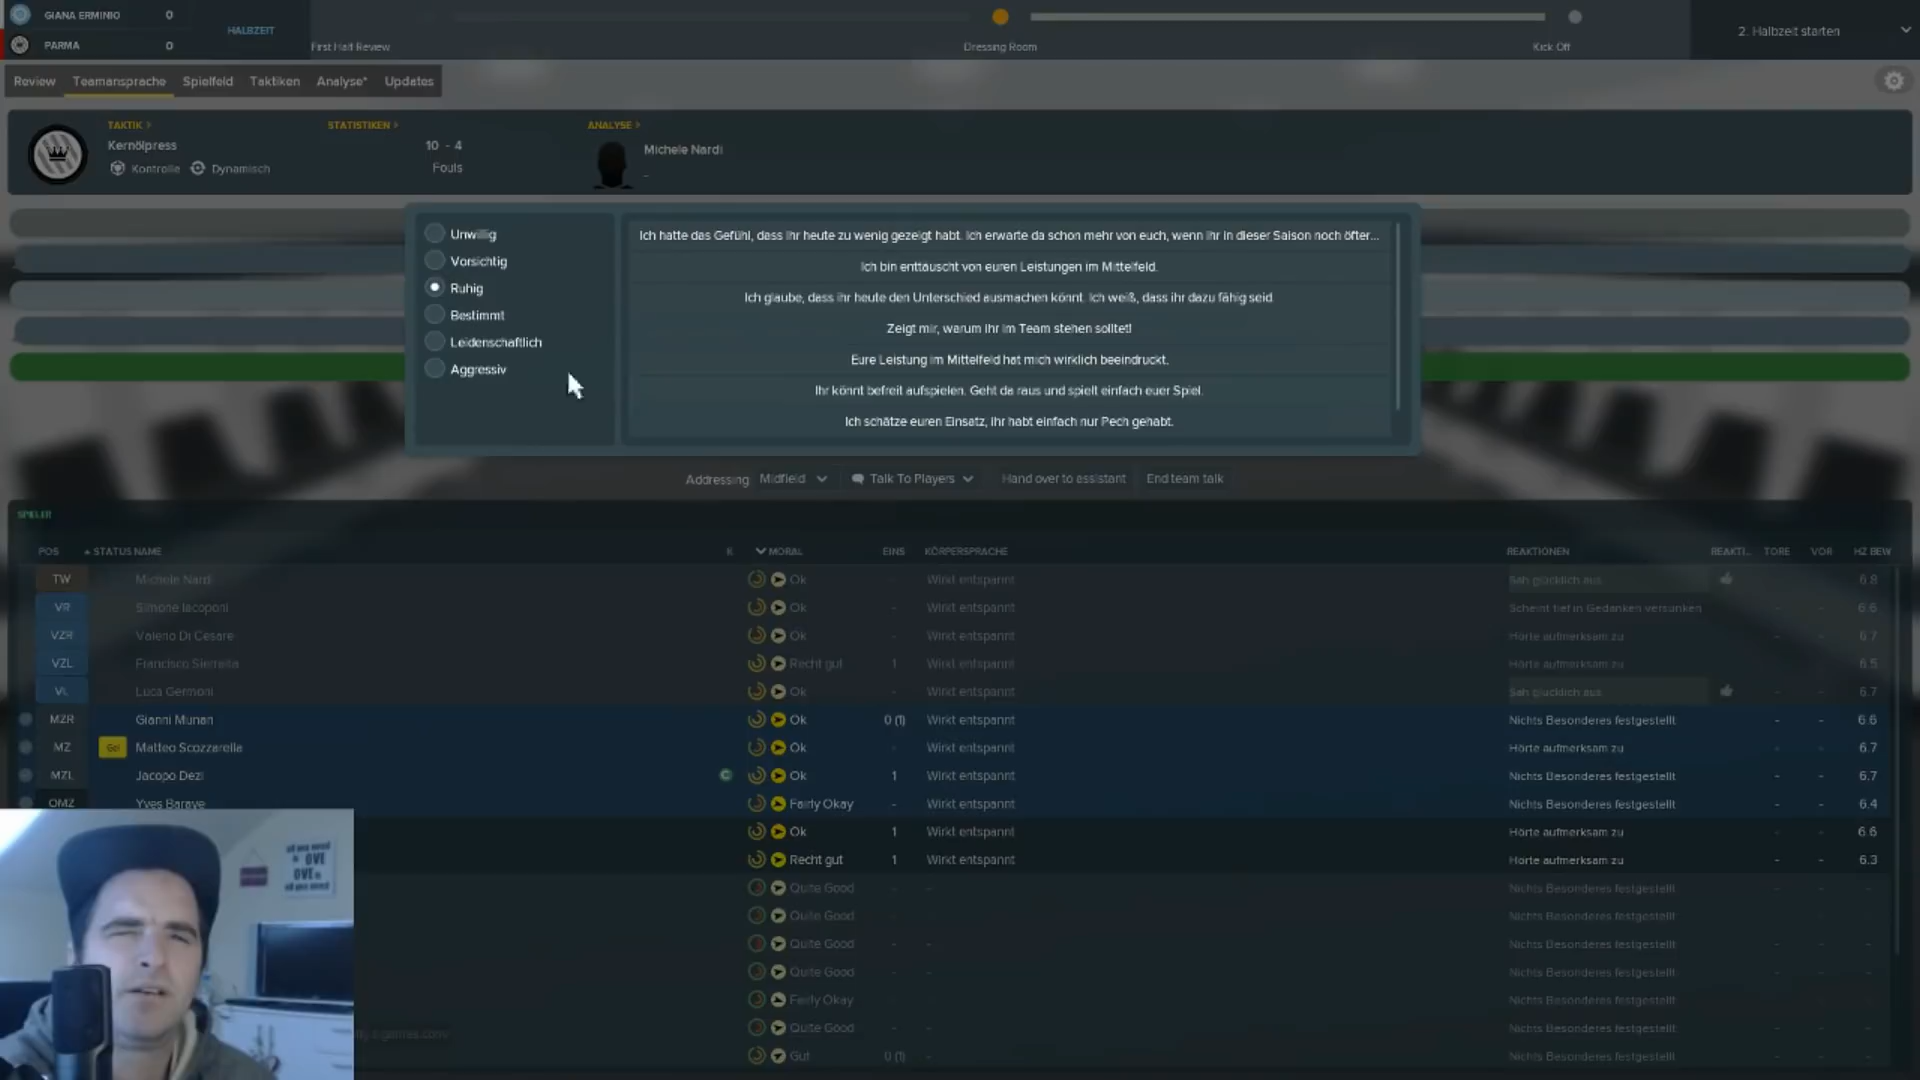 GIANA ERMINIO 0
PARMA 0
HALBZEIT
First Half Review
Dressing Room
Kick Off
2. Halbzeit starten
Review Teamansprache Spielfeld Taktiken Analyse* Updates
TAKTIK >
Kernölpress
Kontrolle Dynamisch
STATISTIKEN >
10 - 4
Fouls
ANALYSE >
Michele Nardi
-
Unwillig
Vorsichtig
Ruhig
Bestimmt
Leidenschaftlich
Aggressiv
Ich hatte das Gefühl, dass ihr heute zu wenig gezeigt habt. Ich erwarte da schon mehr von euch, wenn ihr in dieser Saison noch öfter...
Ich bin enttäuscht von euren Leistungen im Mittelfeld.
Ich glaube, dass ihr heute den Unterschied ausmachen könnt. Ich weiß, dass ihr dazu fähig seid.
Zeigt mir, warum ihr im Team stehen solltet!
Eure Leistung im Mittelfeld hat mich wirklich beeindruckt.
Ihr könnt befreit aufspielen. Geht da raus und spielt einfach euer Spiel.
Ich schätze euren Einsatz, ihr habt einfach nur Pech gehabt.
Addressing Midfield Talk To Players Hand over to assistant End team talk
SPIELER
POS STATUS NAME R MORAL EINS KÖRPERSPRACHE REAKTIONEN REAKTI... TORE VOR HZ BEW
TW Michele Nardi Ok - Wirkt entspannt Sah glücklich aus - - 6.8
VR Simone Iacoponi Ok - Wirkt entspannt Scheint tief in Gedanken versunken - - 6.6
VZR Valerio Di Cesare Ok - Wirkt entspannt Hörte aufmerksam zu - - 6.7
VZL Francisco Sierralta Recht gut 1 Wirkt entspannt Hörte aufmerksam zu - - 6.5
VL Luca Germoni Ok - Wirkt entspannt Sah glücklich aus - - 6.7
MZR Gianni Munari Ok 0 (1) Wirkt entspannt Nichts Besonderes festgestellt - - 6.6
MZ Gel Matteo Scozzarella Ok - Wirkt entspannt Hörte aufmerksam zu - - 6.7
MZL Jacopo Dezi C Ok 1 Wirkt entspannt Nichts Besonderes festgestellt - - 6.7
OMZ Yves Baraye Fairly Okay - Wirkt entspannt Nichts Besonderes festgestellt - - 6.4
Ok 1 Wirkt entspannt Hörte aufmerksam zu - - 6.6
Recht gut 1 Wirkt entspannt Hörte aufmerksam zu - - 6.3
Quite Good - - Nichts Besonderes festgestellt - -
Quite Good - - Nichts Besonderes festgestellt - -
Quite Good - - Nichts Besonderes festgestellt - -
Quite Good - - Nichts Besonderes festgestellt - -
Fairly Okay - - Nichts Besonderes festgestellt - -
Quite Good - - Nichts Besonderes festgestellt - -
Gut 0 (1) - Nichts Besonderes festgestellt - -